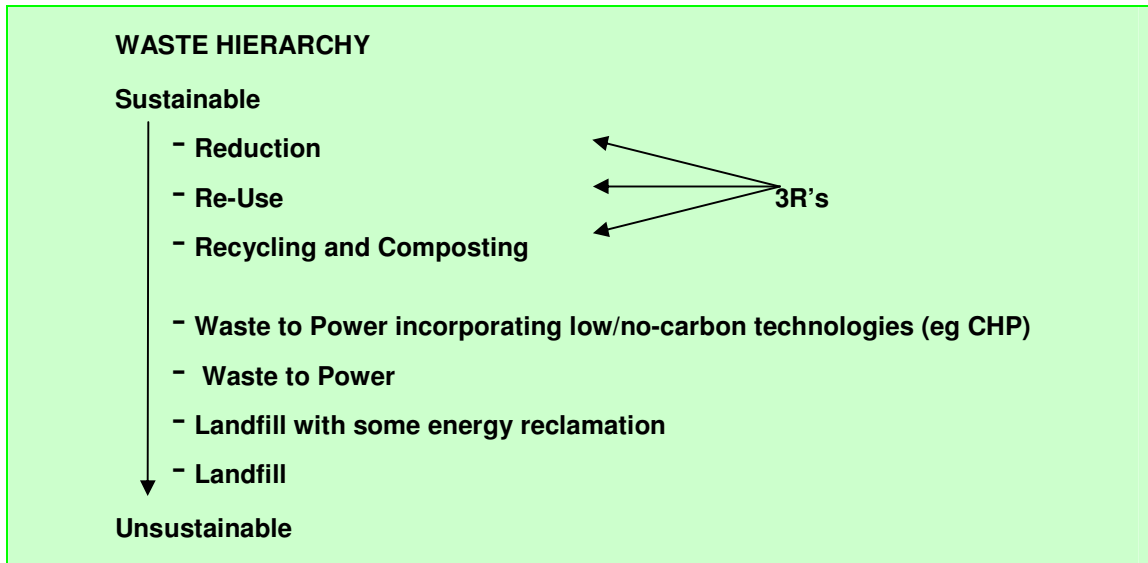 WASTE HIERARCHY
Sustainable
- Reduction
- Re-Use
3R's
- Recycling and Composting
- Waste to Power incorporating low/no-carbon technologies (eg CHP)
- Waste to Power
- Landfill with some energy reclamation
- Landfill
Unsustainable